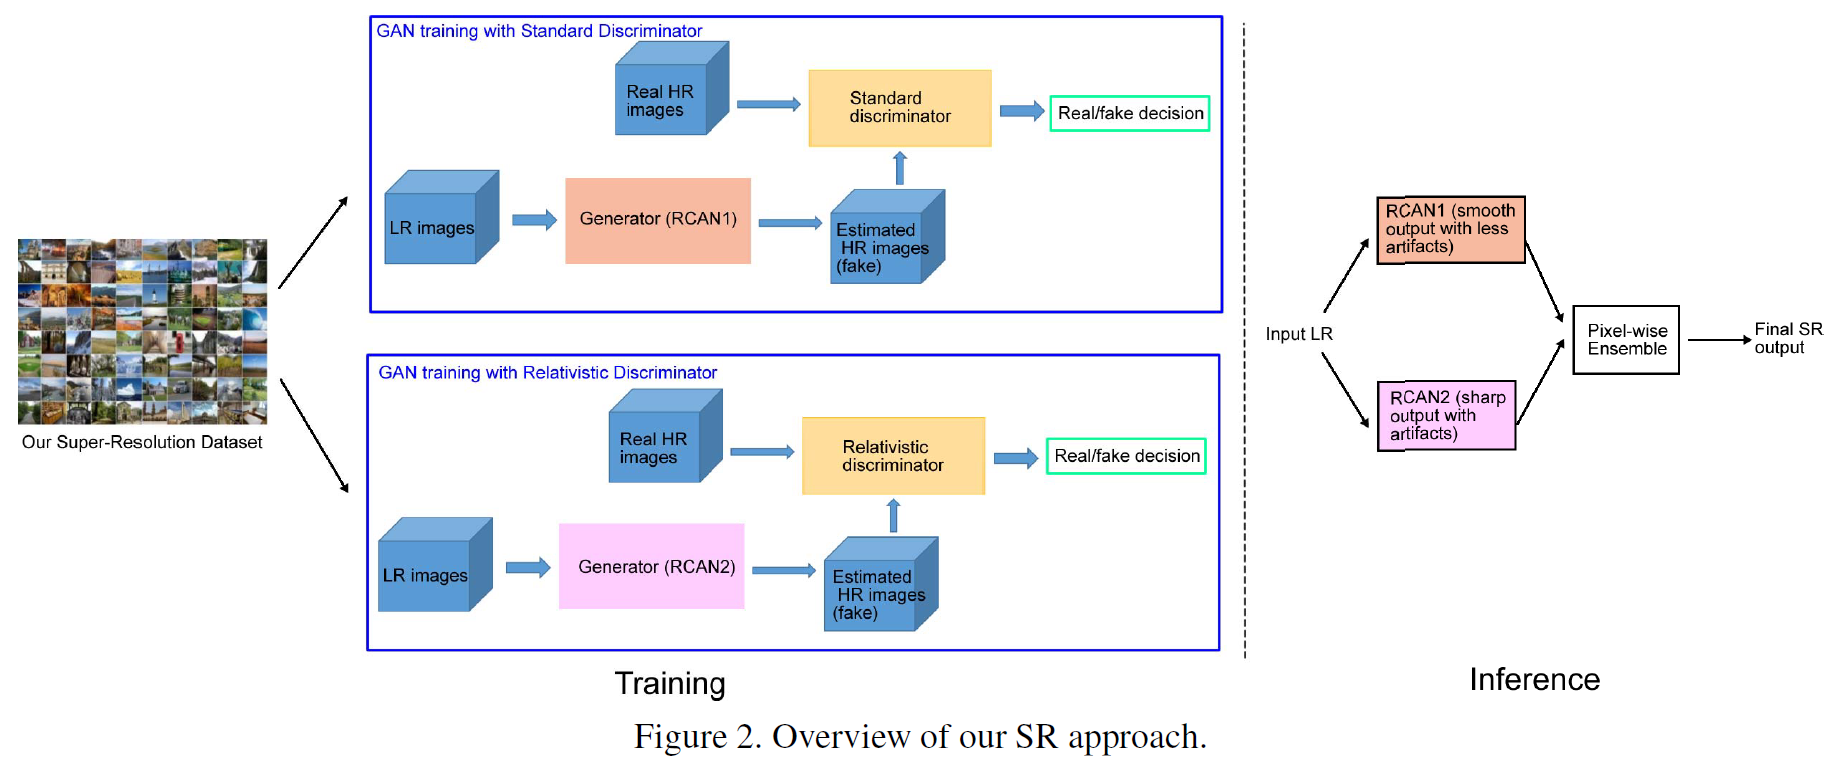 GAN training with Standard Discriminator
Real HR
images
Standard
discriminator
Real/fake decision
LR images
Generator (RCAN1)
Estimated
HR images
(fake)
Our Super-Resolution Dataset
GAN training with Relativistic Discriminator
Real HR
images
Relativistic
discriminator
Real/fake decision
LR images
Generator (RCAN2)
Estimated
HR images
(fake)
Training
Input LR
RCAN1 (smooth
output with less
artifacts)
RCAN2 (sharp
output with
artifacts)
Pixel-wise
Ensemble
Final SR
output
Inference
Figure 2. Overview of our SR approach.